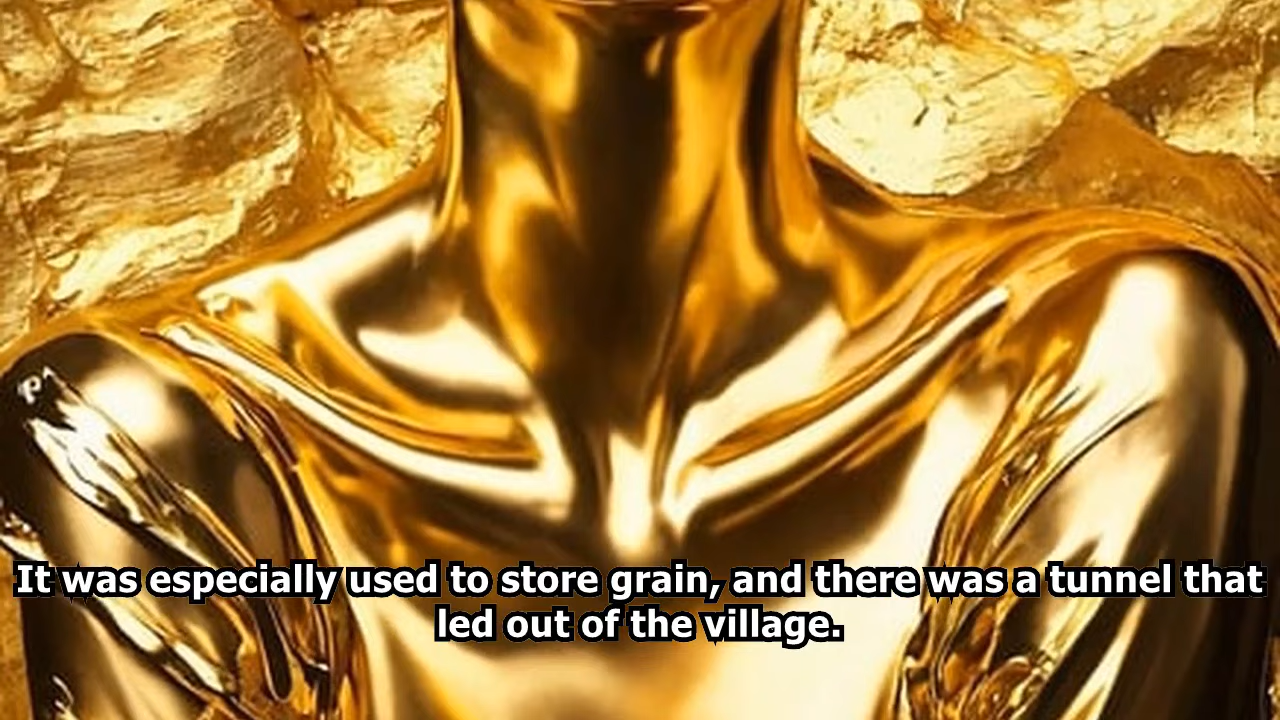 It was especially used to store grain, and there was a tunnel that
led out of the village.